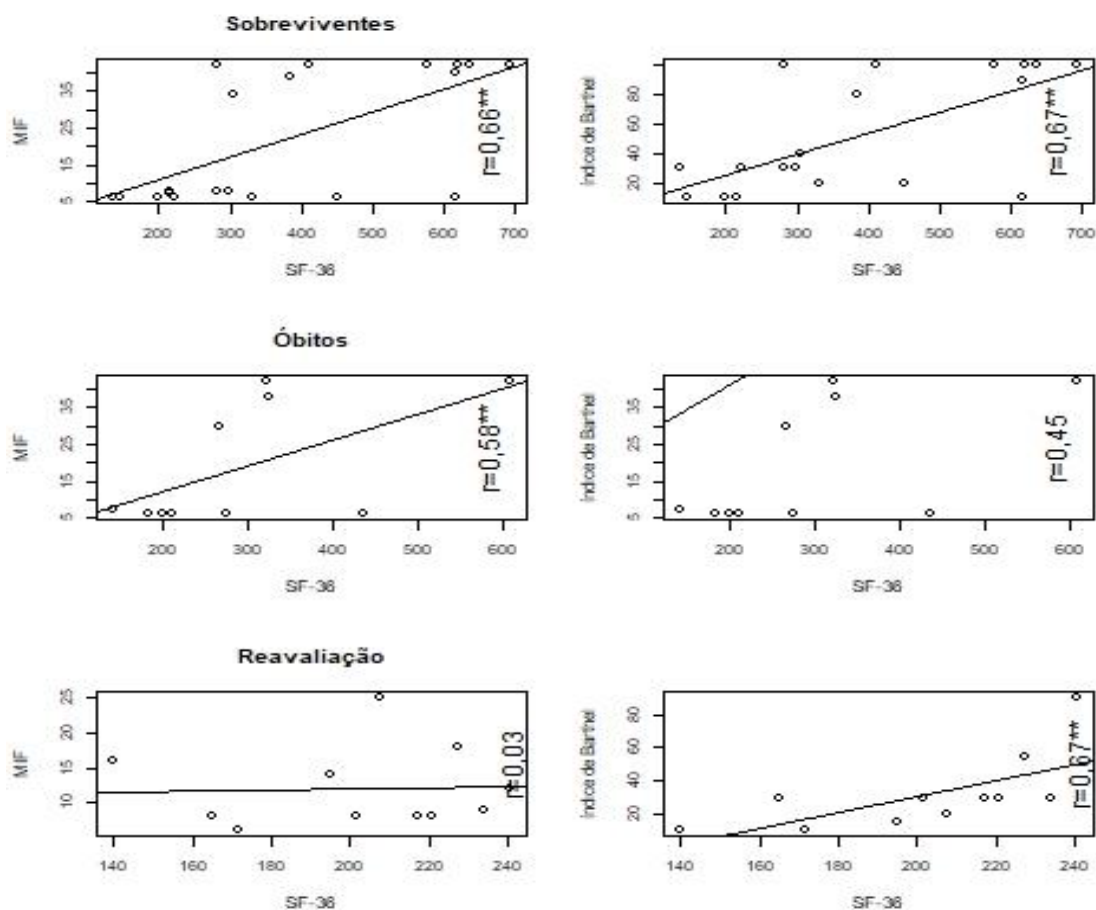 Sobreviventes
MIF
5 15 25 35
r=0,66**
200 300 400 500 600 700
SF-36
Índice de Barthel
20 40 60 80
r=0,67**
200 300 400 500 600 700
SF-36
Óbitos
MIF
5 15 25 35
r=0,58**
200 300 400 500 600
SF-36
Índice de Barthel
5 15 25 35
r=0,45
200 300 400 500 600
SF-36
Reavaliação
MIF
10 15 20 25
r=0,03
140 160 180 200 220 240
SF-36
Índice de Barthel
20 40 60 80
r=0,67**
140 160 180 200 220 240
SF-36